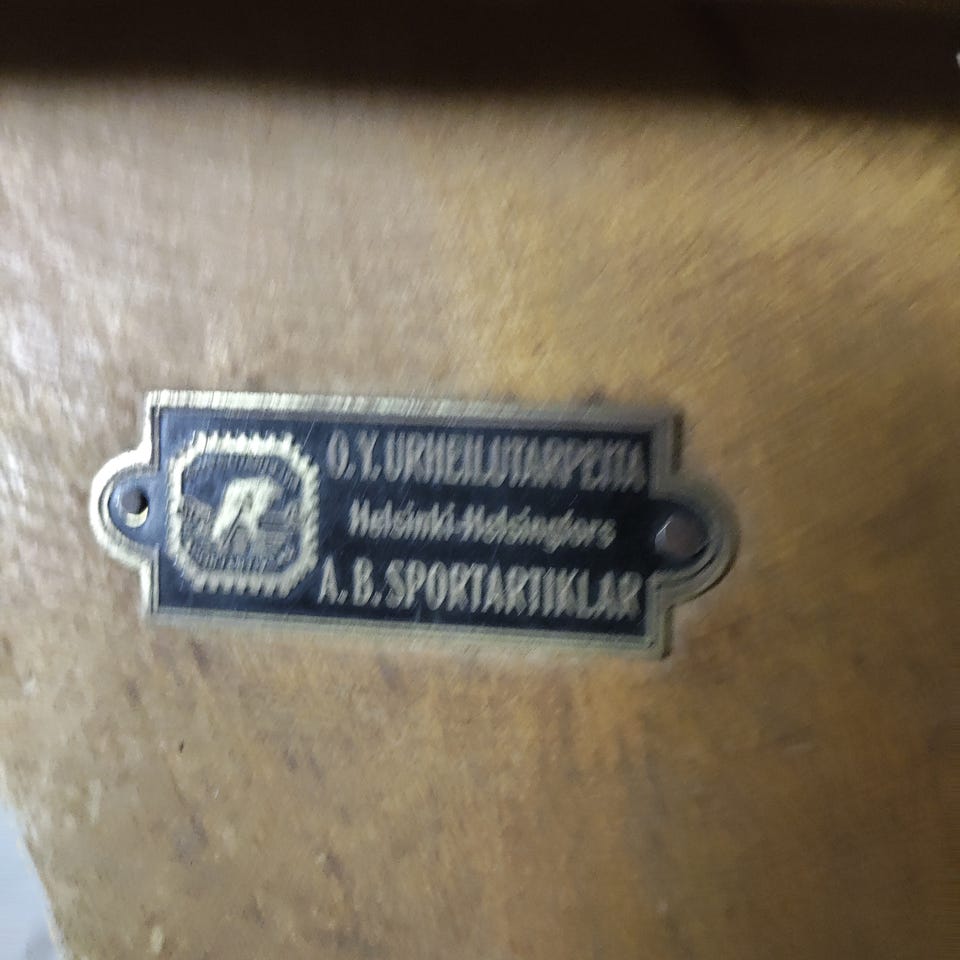 O.Y. URHEILUTARPEITA
Helsinki-Helsingfors
A.B. SPORTARTIKLAR